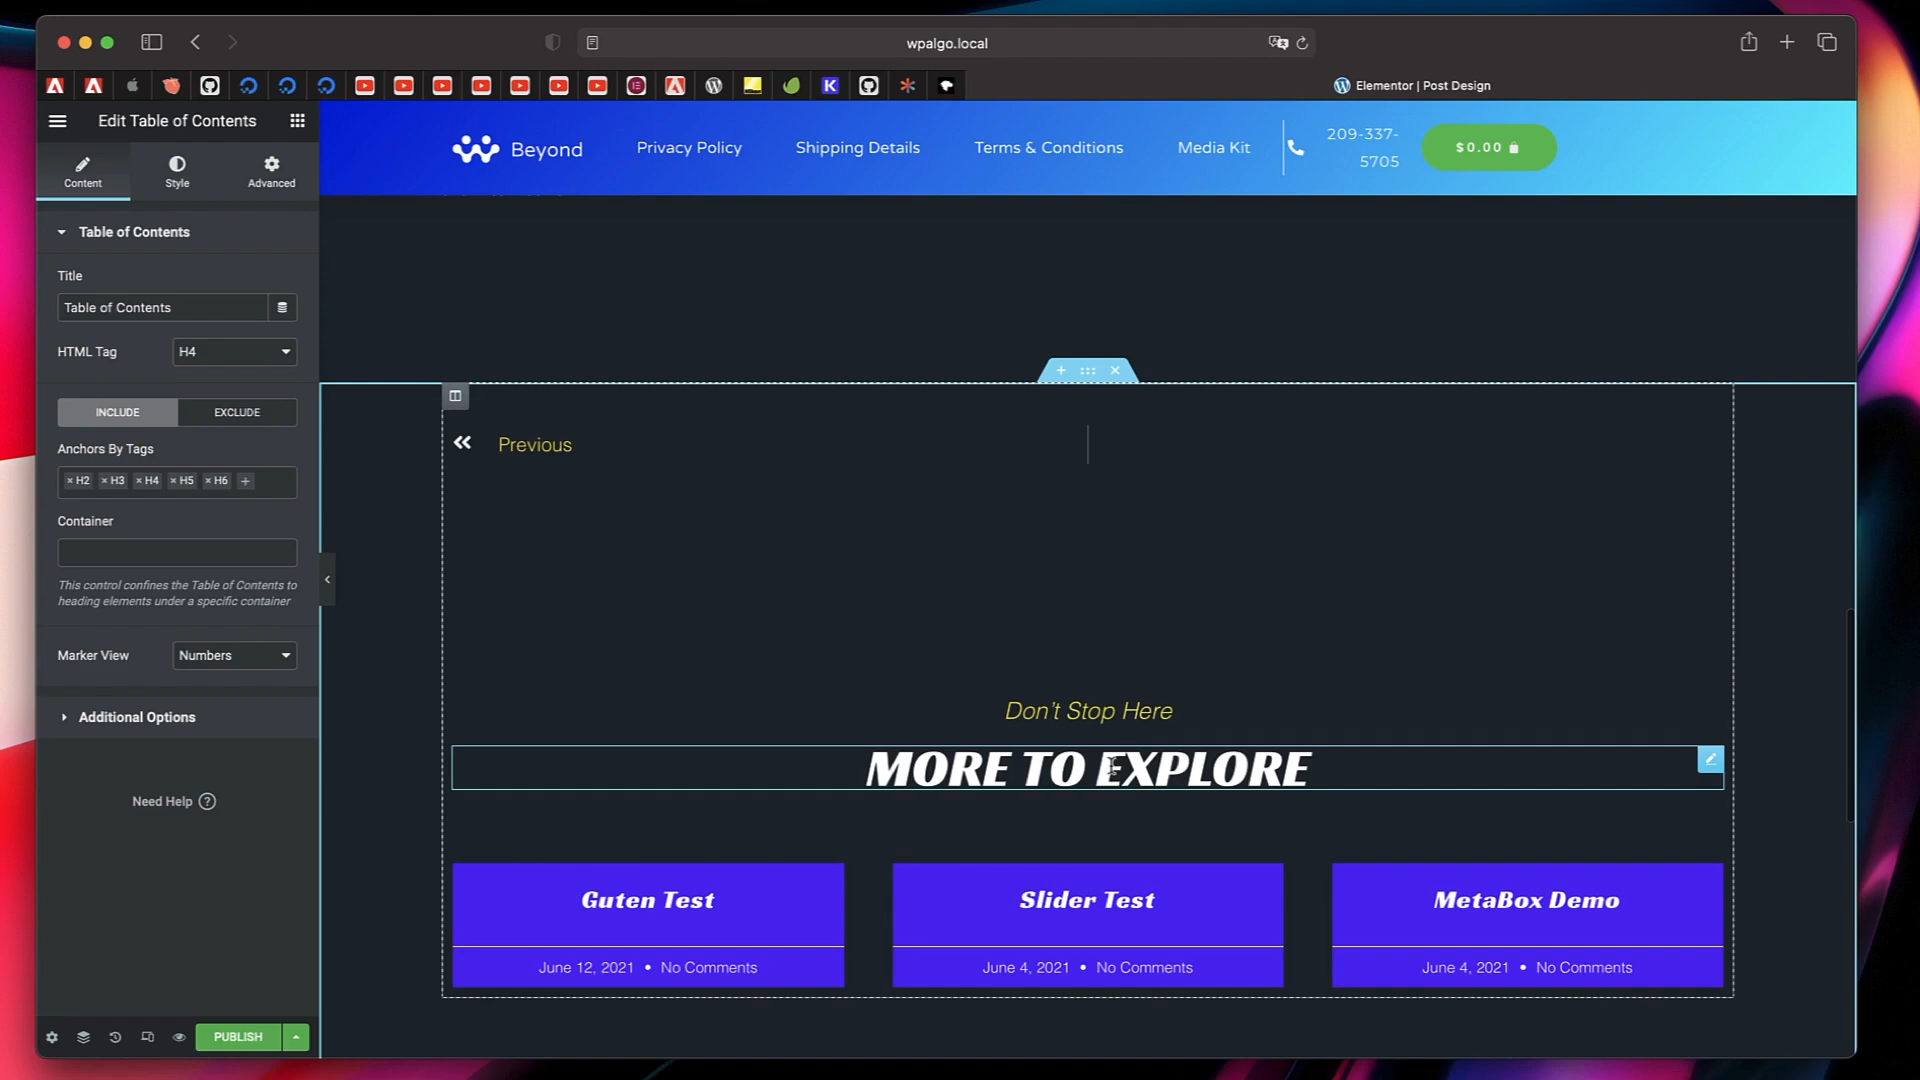 wpalgo.local
Elementor | Post Design
Edit Table of Contents
Content
Style
Advanced
Table of Contents
Title
Table of Contents
HTML Tag
H4
INCLUDE
EXCLUDE
Anchors By Tags
× H2 × H3 × H4 × H5 × H6 +
Container
This control confines the Table of Contents to
heading elements under a specific container
Marker View
Numbers
Additional Options
Need Help ?
PUBLISH
Beyond
Privacy Policy
Shipping Details
Terms & Conditions
Media Kit
209-337-
5705
$0.00
Previous
Don't Stop Here
MORE TO EXPLORE
Guten Test
June 12, 2021 • No Comments
Slider Test
June 4, 2021 • No Comments
MetaBox Demo
June 4, 2021 • No Comments